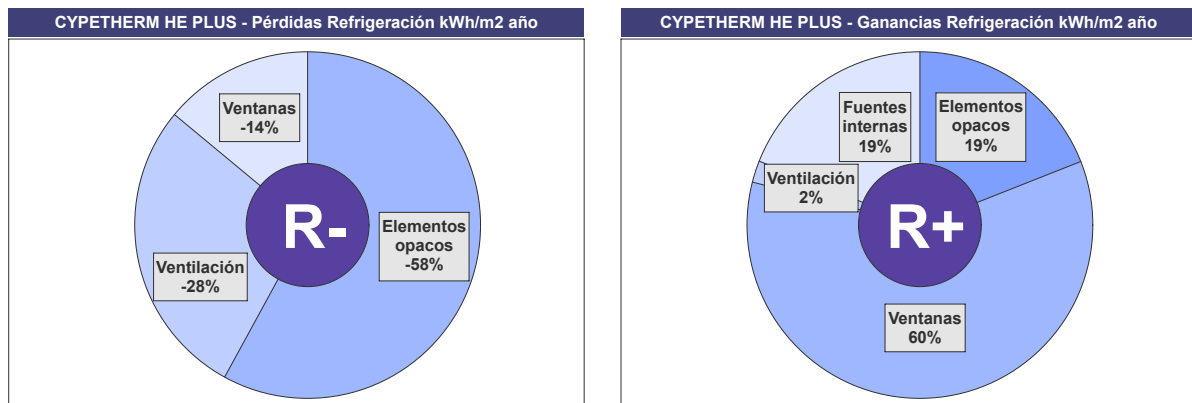 CYPETHERM HE PLUS - Pérdidas Refrigeración kWh/m2 año
Ventanas
-14%
Elementos
opacos
-58%
Ventilación
-28%
R-
CYPETHERM HE PLUS - Ganancias Refrigeración kWh/m2 año
Fuentes
internas
19%
Elementos
opacos
19%
Ventilación
2%
R+
Ventanas
60%